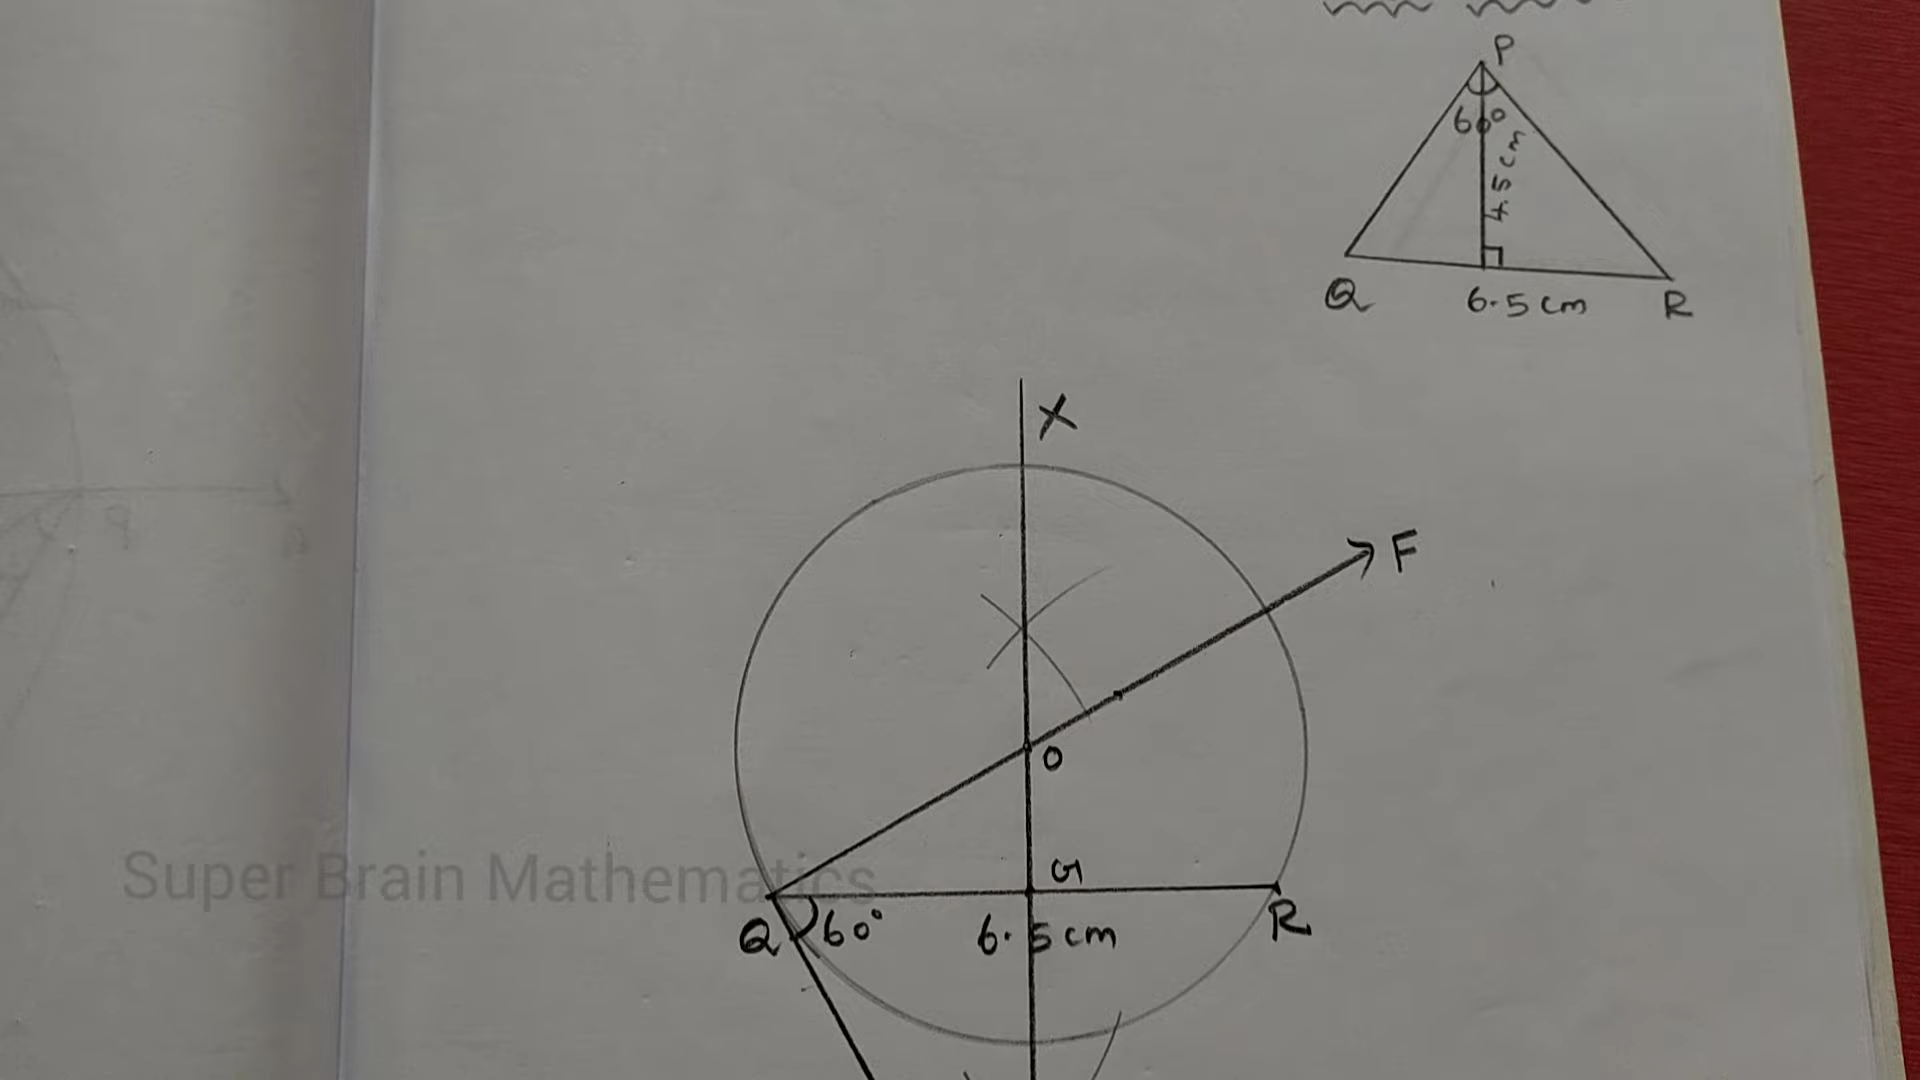 P
60°
4.5 cm
Q 6.5 cm R
X
F
O
G
Super Brain Mathematics
Q 60° 6.5 cm R